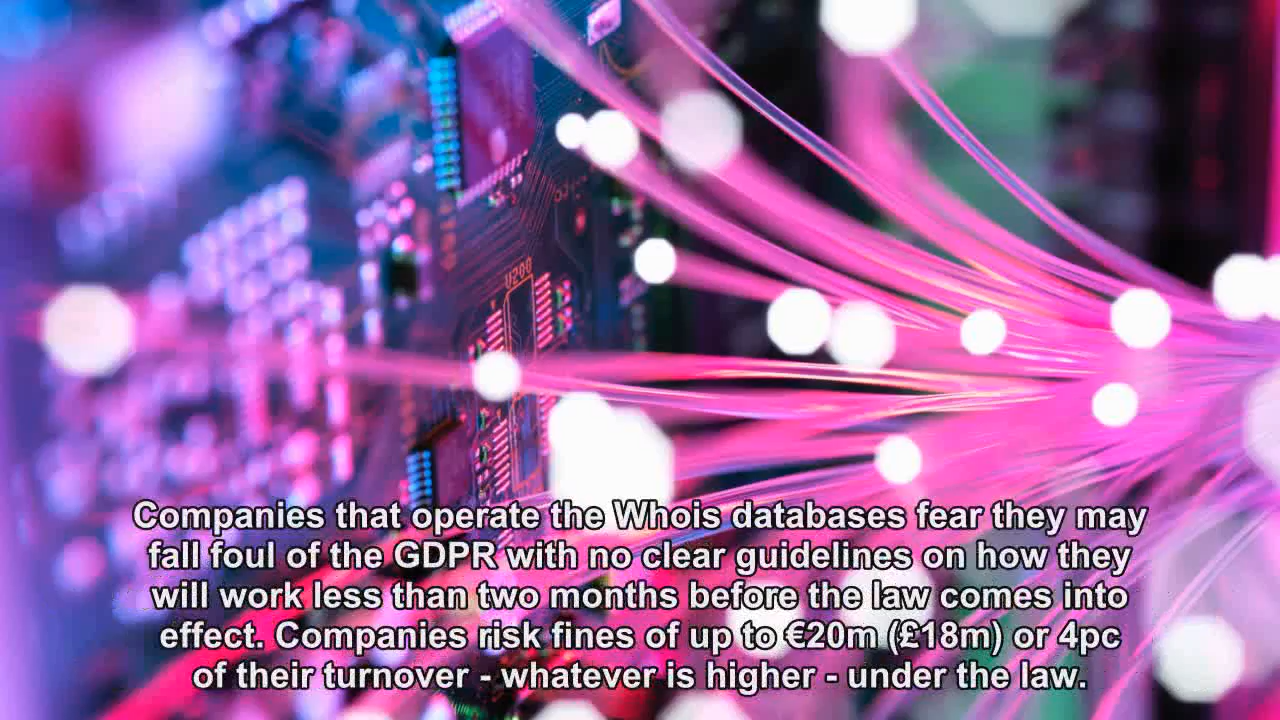 U200
Companies that operate the Whois databases fear they may
fall foul of the GDPR with no clear guidelines on how they
will work less than two months before the law comes into
effect. Companies risk fines of up to €20m (£18m) or 4pc
of their turnover - whatever is higher - under the law.